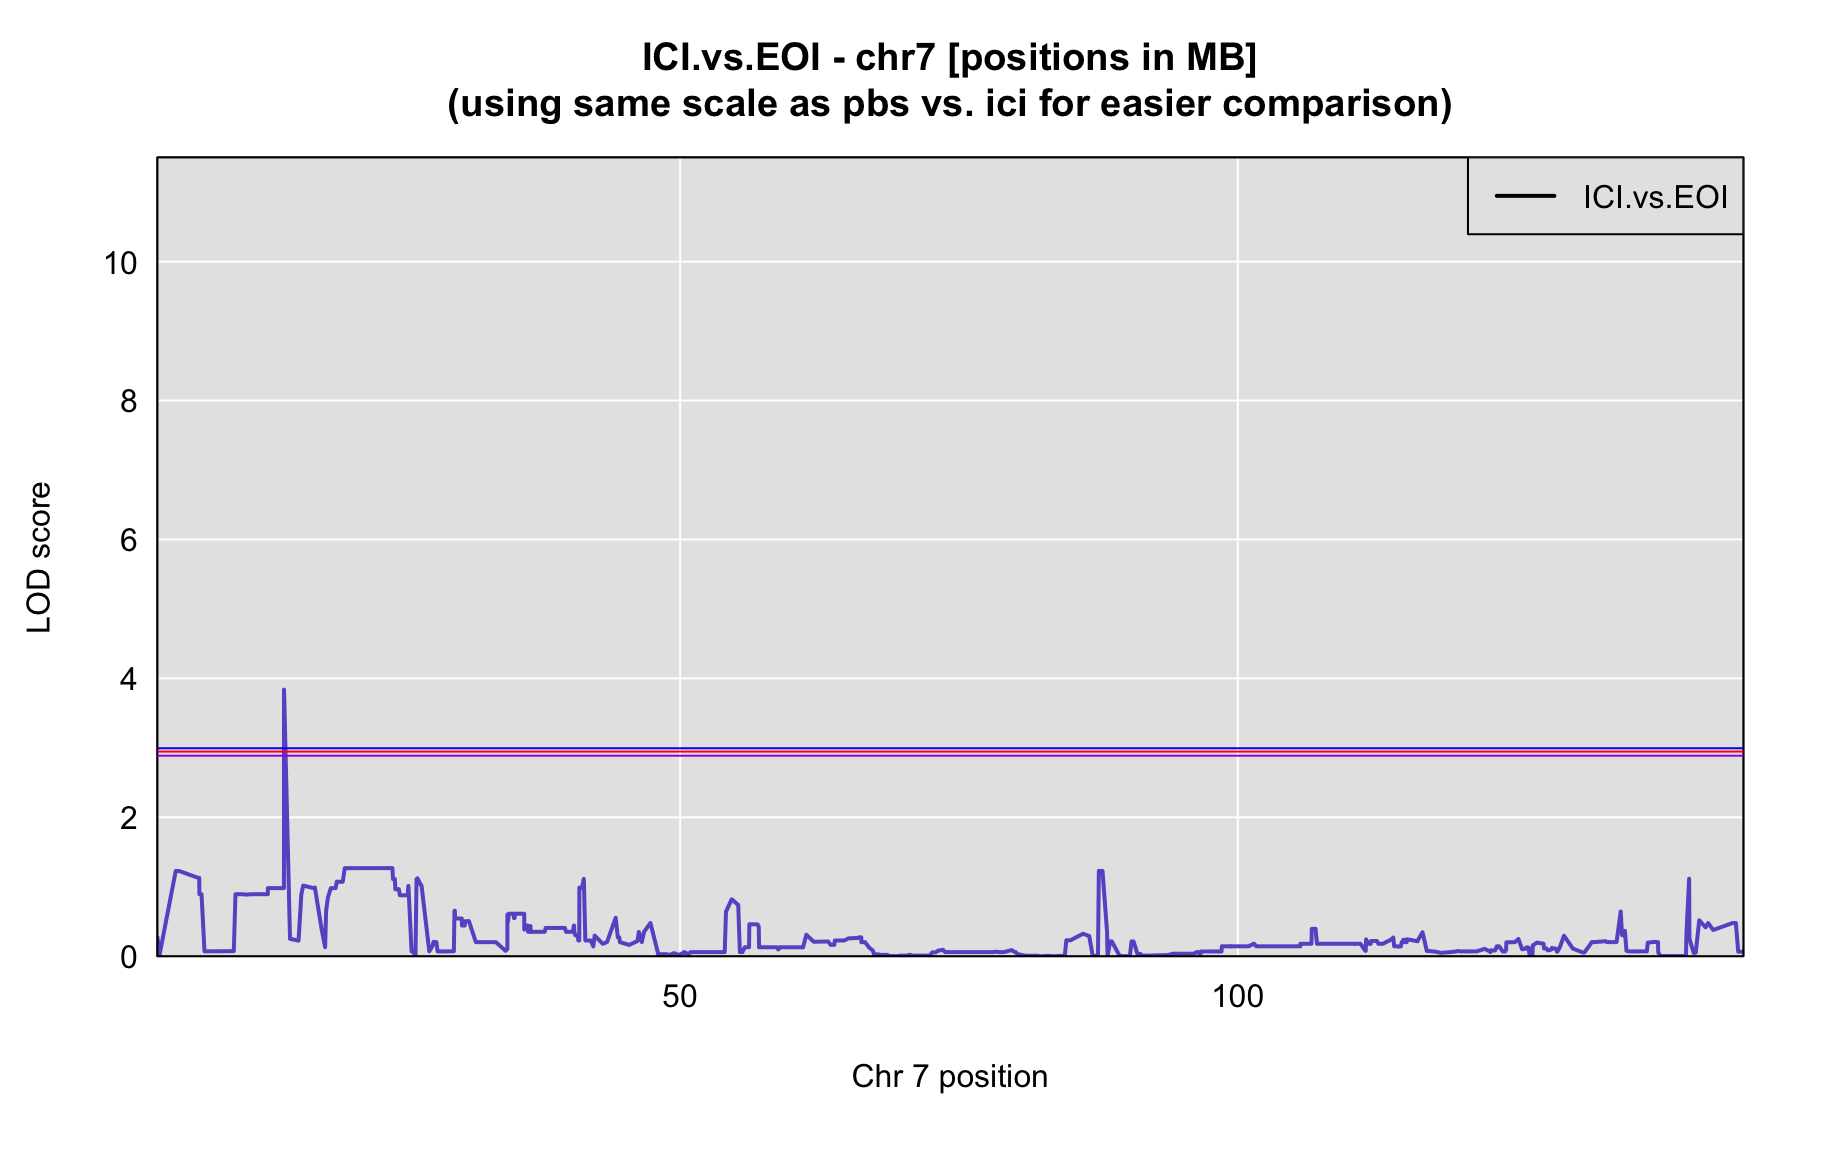 ICI.vs.EOI - chr7 [positions in MB]
(using same scale as pbs vs. ici for easier comparison)
ICI.vs.EOI
10
8
6
4
2
0
LOD score
50 100
Chr 7 position